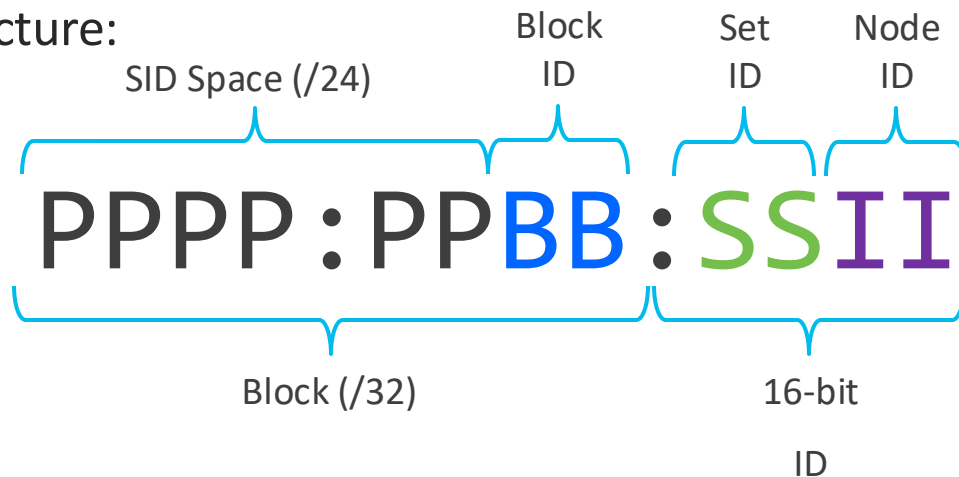 cture:
Block
ID
Set
ID
Node
ID
SID Space (/24)
PPPP:PPBB:SSII
Block (/32)
16-bit
ID